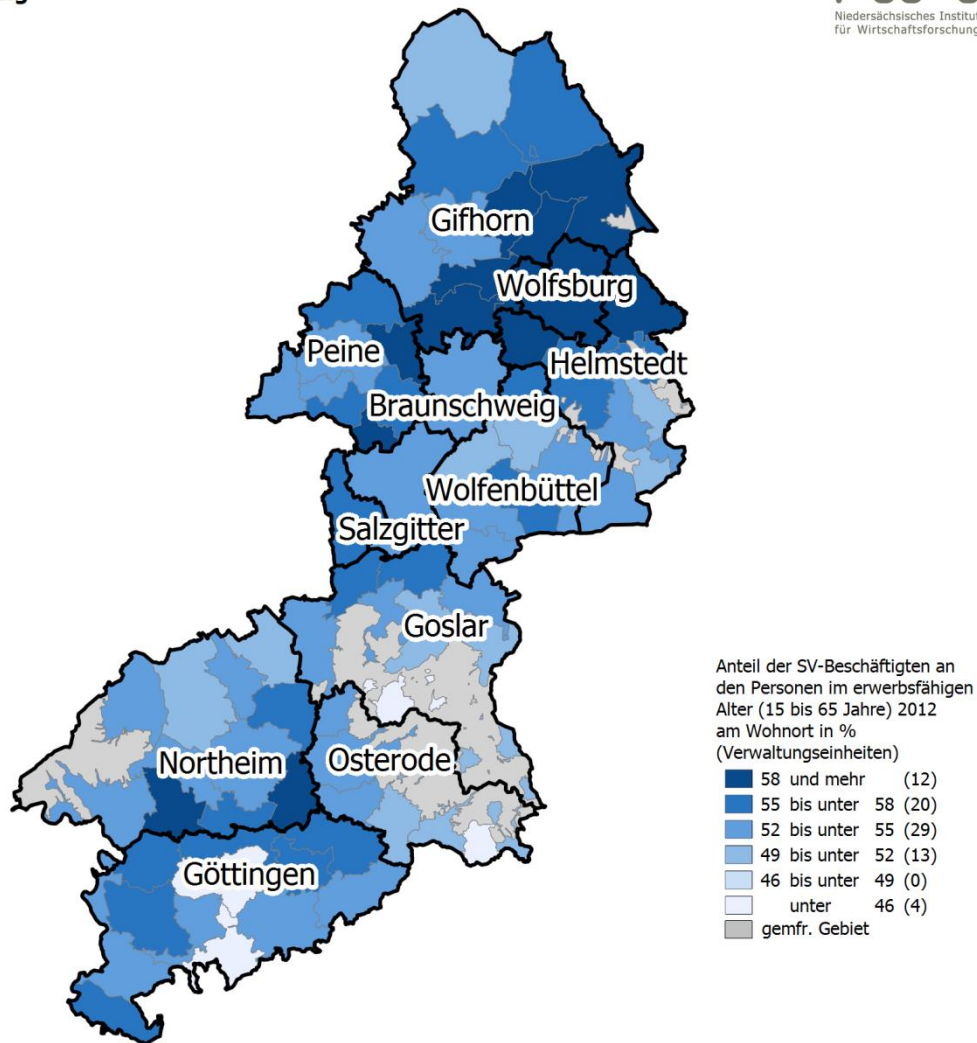 Niedersächsisches Institut
für Wirtschaftsforschung
Gifhorn
Wolfsburg
Peine
Helmstedt
Braunschweig
Wolfenbüttel
Salzgitter
Goslar
Northeim
Osterode
Göttingen
Anteil der SV-Beschäftigten an
den Personen im erwerbsfähigen
Alter (15 bis 65 Jahre) 2012
am Wohnort in %
(Verwaltungseinheiten)
58 und mehr (12)
55 bis unter 58 (20)
52 bis unter 55 (29)
49 bis unter 52 (13)
46 bis unter 49 (0)
unter 46 (4)
gemfr. Gebiet